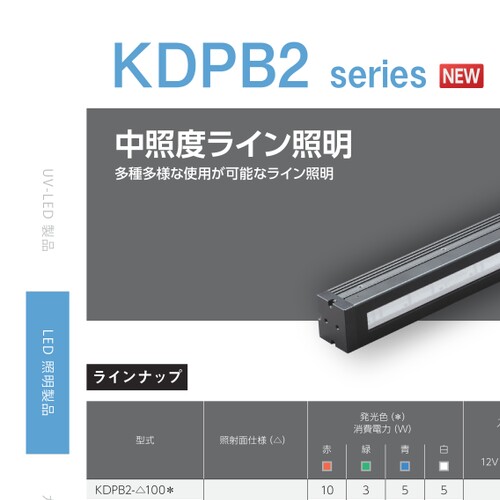 KDPB2 series NEW
中照度ライン照明
多種多様な使用が可能なライン照明
UV-LED 製品
LED 照明製品
ラインナップ
型式
照射面仕様 (△)
発光色 (＊)
消費電力 (W)
赤 緑 青 白
12V
KDPB2-△100＊ 10 3 5 5